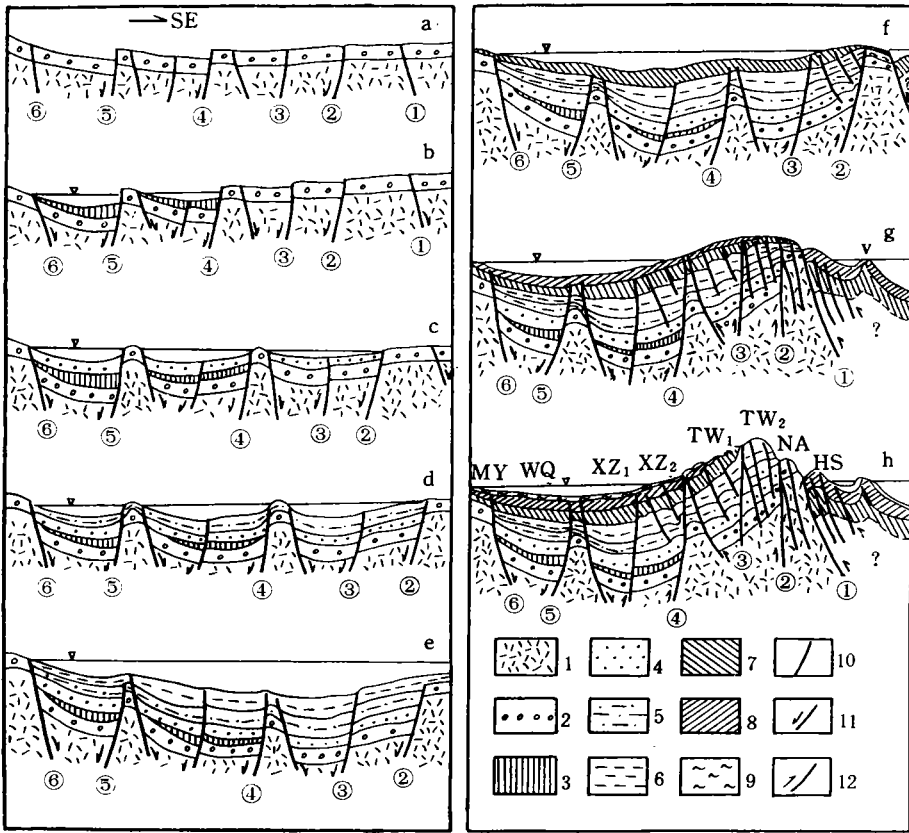 SE
a
⑥ ⑤ ④ ③ ② ①
b
⑥ ⑤ ④ ③ ② ①
c
⑥ ⑤ ④ ③ ②
d
⑥ ⑤ ④ ③ ②
e
⑥ ⑤ ④ ③ ②
f
⑥ ⑤ ④ ③ ②
g
v
?
⑥ ⑤ ④ ③ ② ①
h
MY WQ XZ₁ XZ₂ TW₁ TW₂ NA HS
?
⑥ ⑤ ④ ③ ② ①
1 4 7 10
2 5 8 11
3 6 9 12